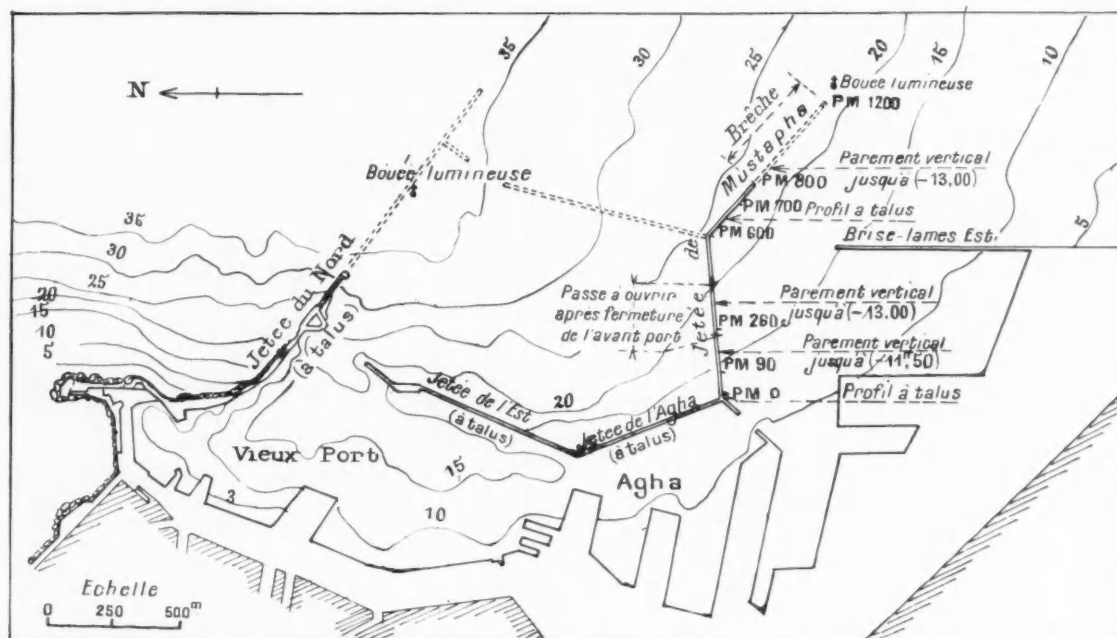 35
30
25
20
15
10
N
Bouee lumineuse
PM 1200
Brêche
Bouee lumineuse
Mustapha
Parement vertical
jusqu'à (-13,00)
PM 800
PM 700
Profil à talus
PM 600
de
Brise-lames Est.
5
35
30
25
20
15
10
5
Jetée du Nord
(à talus)
Passe a ouvrir
après fermeture
de l'avant port
Jetée
Parement vertical
jusqu'à (-13,00)
PM 260
Parement vertical
jusqu'à (-11m,50)
PM 90
PM 0
Profil à talus
Jetée de l'Est
(à talus)
20
Jetée de l'Agha
(à talus)
Vieux Port
15
Agha
3
10
Echelle
0 250 500m